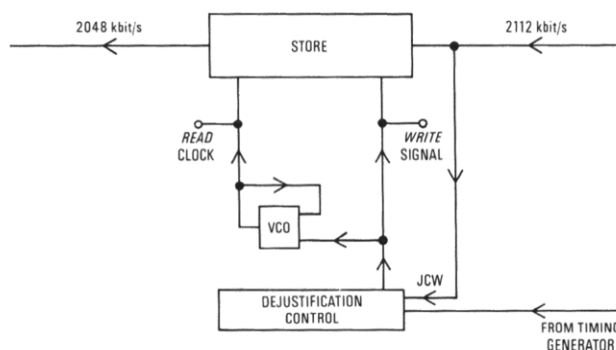 2048 kbit/s
2112 kbit/s
STORE
READ
CLOCK
WRITE
SIGNAL
VCO
JCW
DEJUSTIFICATION
CONTROL
FROM TIMING
GENERATOR